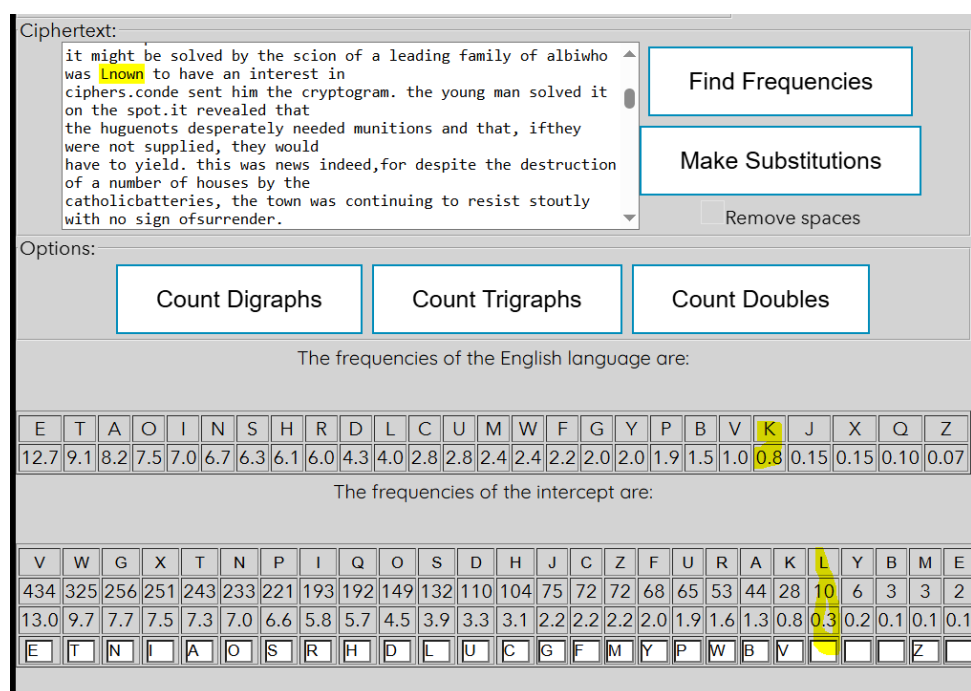 Ciphertext:
it might be solved by the scion of a leading family of albiwho
was Lnown to have an interest in
ciphers.conde sent him the cryptogram. the young man solved it
on the spot.it revealed that
the huguenots desperately needed munitions and that, ifthey
were not supplied, they would
have to yield. this was news indeed,for despite the destruction
of a number of houses by the
catholicbatteries, the town was continuing to resist stoutly
with no sign ofsurrender.
Find Frequencies
Make Substitutions
Remove spaces
Options:
Count Digraphs Count Trigraphs Count Doubles
The frequencies of the English language are:
E T A O I N S H R D L C U M W F G Y P B V K J X Q Z
12.7 9.1 8.2 7.5 7.0 6.7 6.3 6.1 6.0 4.3 4.0 2.8 2.8 2.4 2.4 2.2 2.0 2.0 1.9 1.5 1.0 0.8 0.15 0.15 0.10 0.07
The frequencies of the intercept are:
V W G X T N P I Q O S D H J C Z F U R A K L Y B M E
434 325 256 251 243 233 221 193 192 149 132 110 104 75 72 72 68 65 53 44 28 10 6 3 3 2
13.0 9.7 7.7 7.5 7.3 7.0 6.6 5.8 5.7 4.5 3.9 3.3 3.1 2.2 2.2 2.2 2.0 1.9 1.6 1.3 0.8 0.3 0.2 0.1 0.1 0.1
E T N I A O S R H D L U C G F M Y P W B V Z